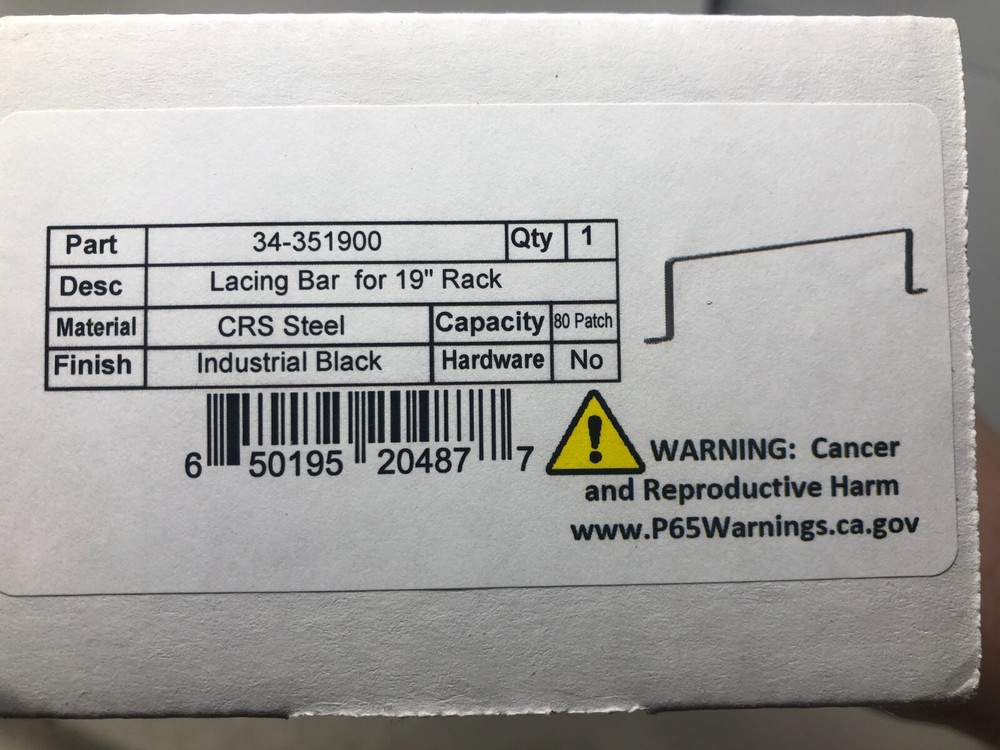 Part 34-351900 Qty 1
Desc Lacing Bar for 19" Rack
Material CRS Steel Capacity 80 Patch
Finish Industrial Black Hardware No
6 50195 20487 7
WARNING: Cancer
and Reproductive Harm
www.P65Warnings.ca.gov